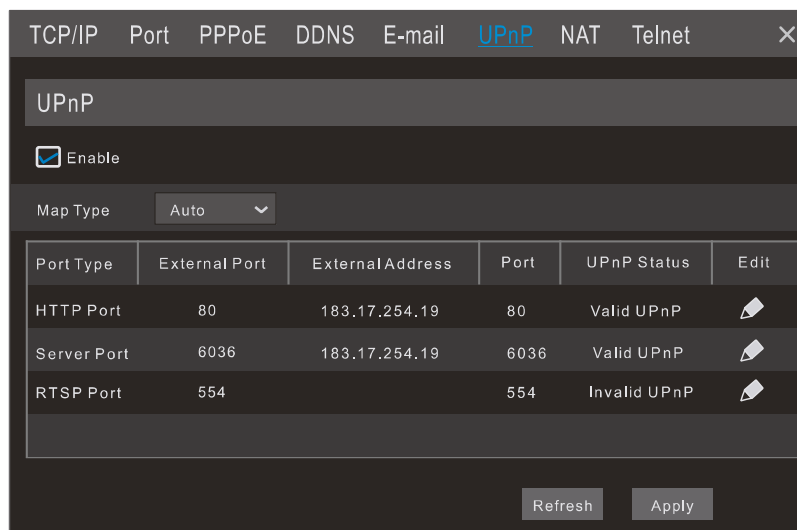 TCP/IP Port PPPoE DDNS E-mail UPnP NAT Telnet
UPnP
Enable
Map Type Auto
Port Type External Port External Address Port UPnP Status Edit
HTTP Port 80 183.17.254.19 80 Valid UPnP
Server Port 6036 183.17.254.19 6036 Valid UPnP
RTSP Port 554 554 Invalid UPnP
Refresh Apply